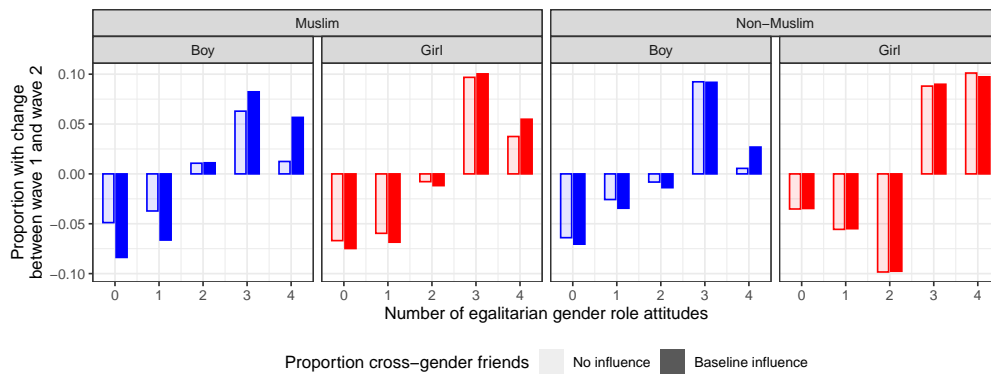 Muslim
Non−Muslim
Boy
Girl
Boy
Girl
Proportion with change
between wave 1 and wave 2
0.10
0.05
0.00
−0.05
−0.10
0 1 2 3 4
0 1 2 3 4
0 1 2 3 4
0 1 2 3 4
Number of egalitarian gender role attitudes
Proportion cross−gender friends No influence Baseline influence